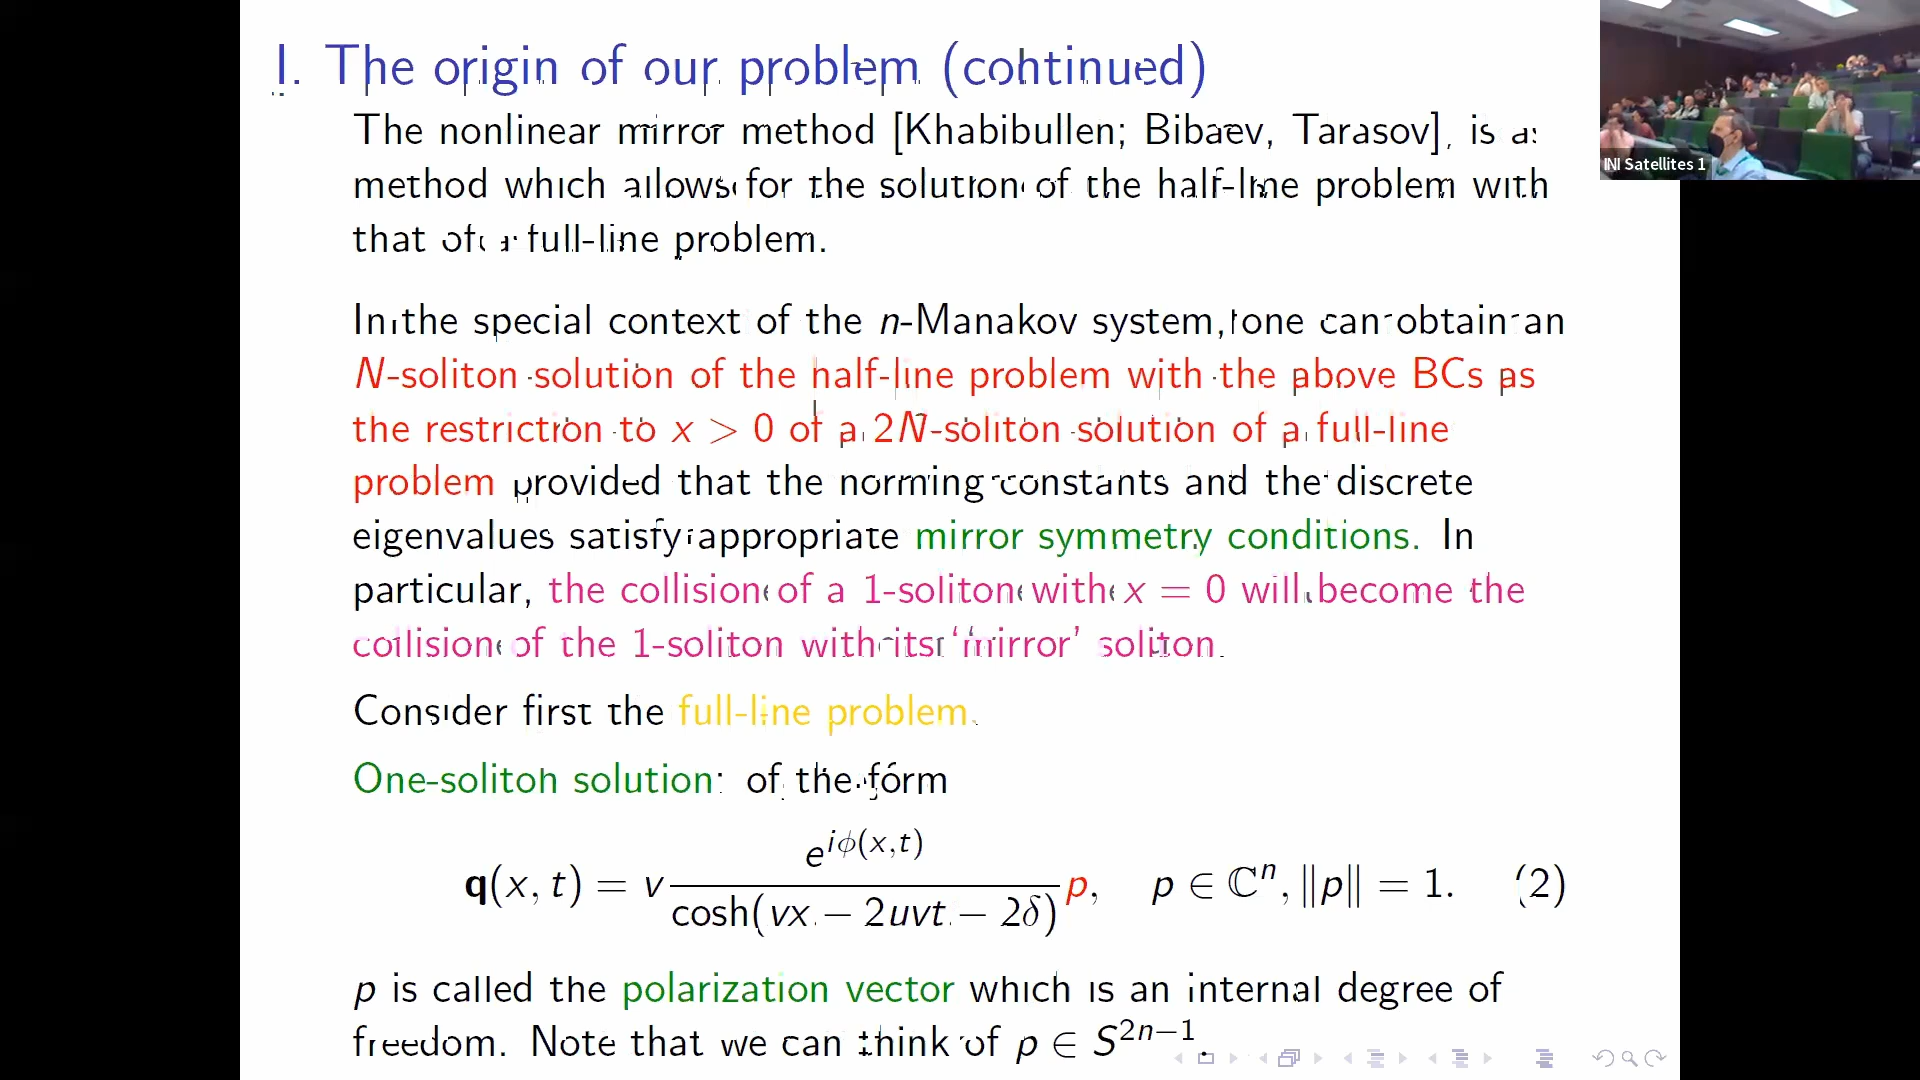 I. The origin of our problem (continued)
The nonlinear mirror method [Khabibullen; Bibaev, Tarasov], is as
method which allows for the solution of the half-line problem with
that of a full-line problem.
In the special context of the n-Manakov system, one can obtain an
N-soliton solution of the half-line problem with the above BCs as
the restriction to x > 0 of a 2N-soliton solution of a full-line
problem provided that the norming constants and the discrete
eigenvalues satisfy appropriate mirror symmetry conditions. In
particular, the collision of a 1-soliton with x = 0 will become the
collision of the 1-soliton with its ‘mirror’ soliton.
Consider first the full-line problem.
One-soliton solution: of the form
q(x, t) = v e^{iφ(x,t)} / cosh(vx − 2uvt − 2δ) p, p ∈ ℂⁿ, ‖p‖ = 1. (2)
p is called the polarization vector which is an internal degree of
freedom. Note that we can think of p ∈ S^{2n−1}.
INI Satellites 1